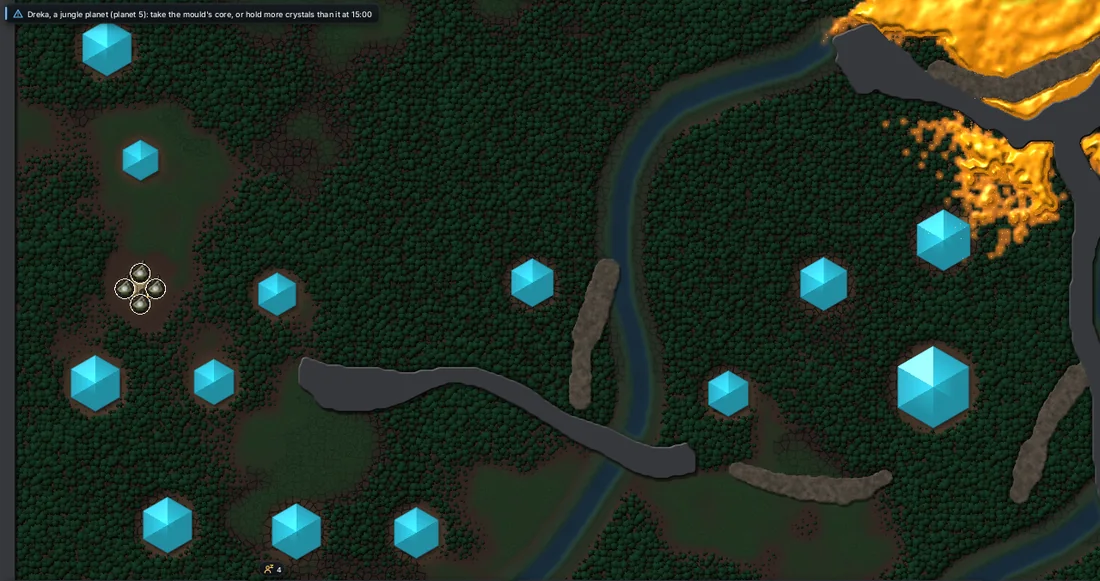 Dreka, a jungle planet (planet 5): take the mould's core, or hold more crystals than it at 15:00
4